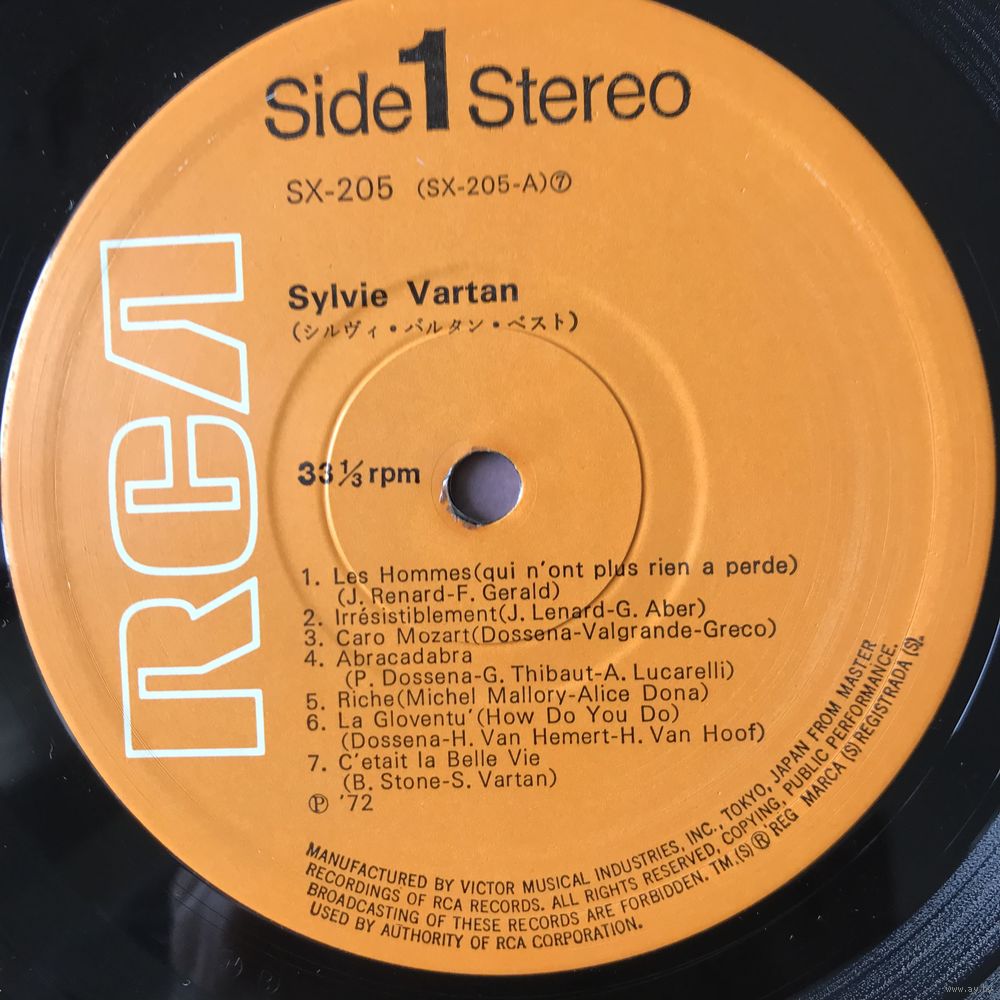 Side 1 Stereo
SX-205 (SX-205-A)⑦
Sylvie Vartan
(シルヴィ・バルタン・ベスト)
RCA
33 1/3 rpm
1. Les Hommes(qui n'ont plus rien a perde)
(J. Renard-F. Gerald)
2. Irrésistiblement(J. Lenard-G. Aber)
3. Caro Mozart(Dossena-Valgrande-Greco)
4. Abracadabra
(P. Dossena-G. Thibaut-A. Lucarelli)
5. Riche(Michel Mallory-Alice Dona)
6. La Gloventu'(How Do You Do)
(Dossena-H. Van Hemert-H. Van Hoof)
7. C'etait la Belle Vie
(B. Stone-S. Vartan)
Ⓟ '72
MANUFACTURED BY VICTOR MUSICAL INDUSTRIES, INC., TOKYO, JAPAN FROM MASTER
RECORDINGS OF RCA RECORDS. ALL RIGHTS RESERVED, COPYING, PUBLIC PERFORMANCE,
BROADCASTING OF THESE RECORDS ARE FORBIDDEN. TM,(S) ® REG MARCA (S) REGISTRADA (S).
USED BY AUTHORITY OF RCA CORPORATION.